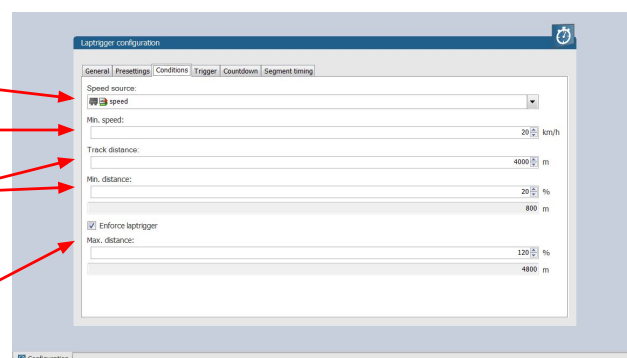 Laptrigger configuration
General Presettings Conditions Trigger Countdown Segment timing
Speed source:
speed
Min. speed:
20 km/h
Track distance:
4000 m
Min. distance:
20 %
800 m
Enforce laptrigger
Max. distance:
120 %
4800 m
Configuration